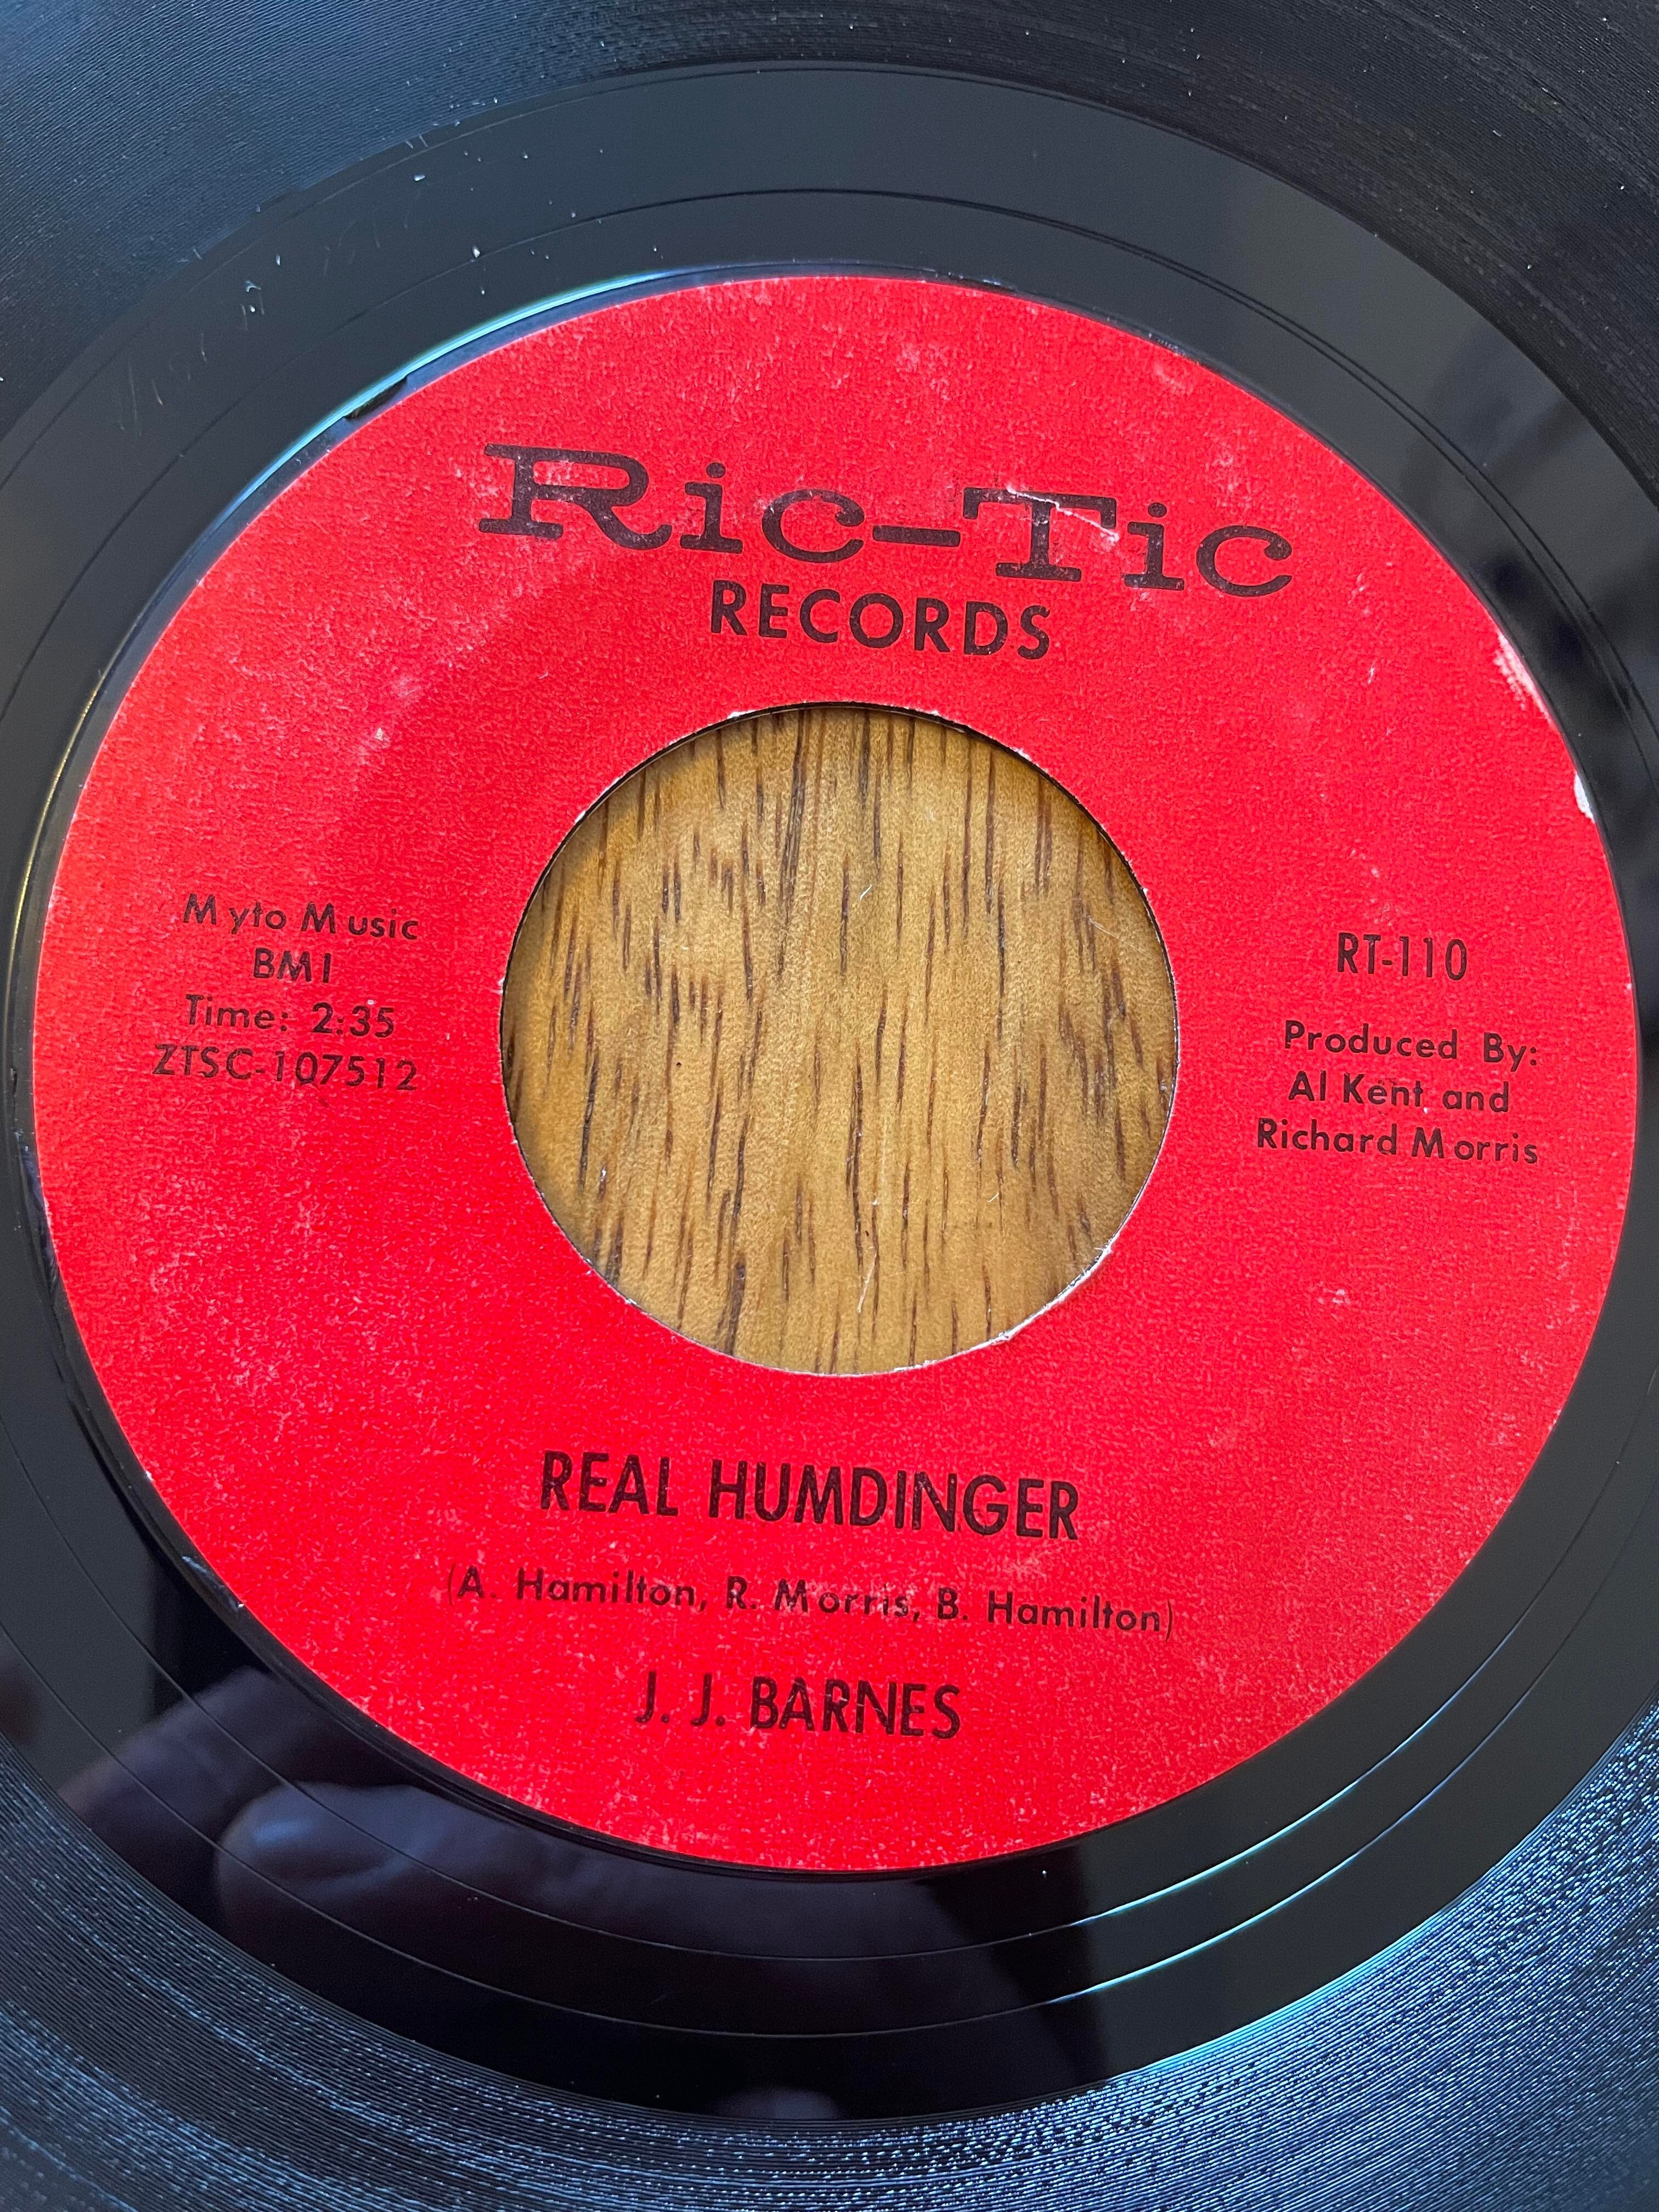 Ric-Tic
RECORDS
Myto Music
BMI
Time: 2:35
ZTSC-107512
RT-110
Produced By:
Al Kent and
Richard Morris
REAL HUMDINGER
(A. Hamilton, R. Morris, B. Hamilton)
J. J. BARNES